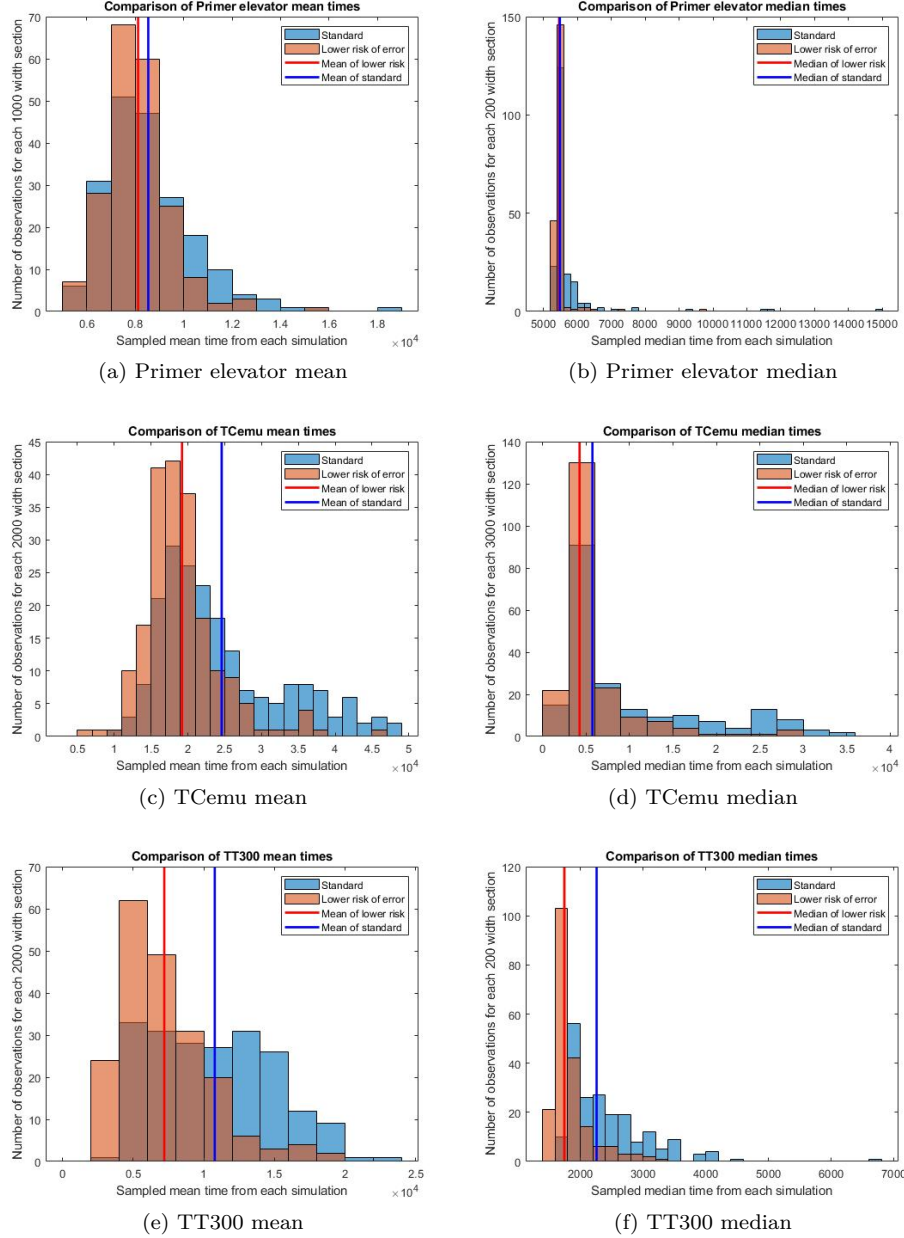 Comparison of Primer elevator mean times
Number of observations for each 1000 width section
70
60
50
40
30
20
10
0
Standard
Lower risk of error
Mean of lower risk
Mean of standard
0.6 0.8 1 1.2 1.4 1.6 1.8
× 10⁴
Sampled mean time from each simulation
(a) Primer elevator mean
Comparison of Primer elevator median times
Number of observations for each 200 width section
150
100
50
0
Standard
Lower risk of error
Median of lower risk
Median of standard
5000 6000 7000 8000 9000 10000 11000 12000 13000 14000 15000
Sampled median time from each simulation
(b) Primer elevator median
Comparison of TCemu mean times
Number of observations for each 2000 width section
45
40
35
30
25
20
15
10
5
0
Standard
Lower risk of error
Mean of lower risk
Mean of standard
0.5 1 1.5 2 2.5 3 3.5 4 4.5 5
× 10⁴
Sampled mean time from each simulation
(c) TCemu mean
Comparison of TCemu median times
Number of observations for each 3000 width section
140
120
100
80
60
40
20
0
Standard
Lower risk of error
Median of lower risk
Median of standard
0 0.5 1 1.5 2 2.5 3 3.5 4
× 10⁴
Sampled median time from each simulation
(d) TCemu median
Comparison of TT300 mean times
Number of observations for each 2000 width section
70
60
50
40
30
20
10
0
Standard
Lower risk of error
Mean of lower risk
Mean of standard
0 0.5 1 1.5 2 2.5
× 10⁴
Sampled mean time from each simulation
(e) TT300 mean
Comparison of TT300 median times
Number of observations for each 200 width section
120
100
80
60
40
20
0
Standard
Lower risk of error
Median of lower risk
Median of standard
2000 3000 4000 5000 6000 7000
Sampled median time from each simulation
(f) TT300 median